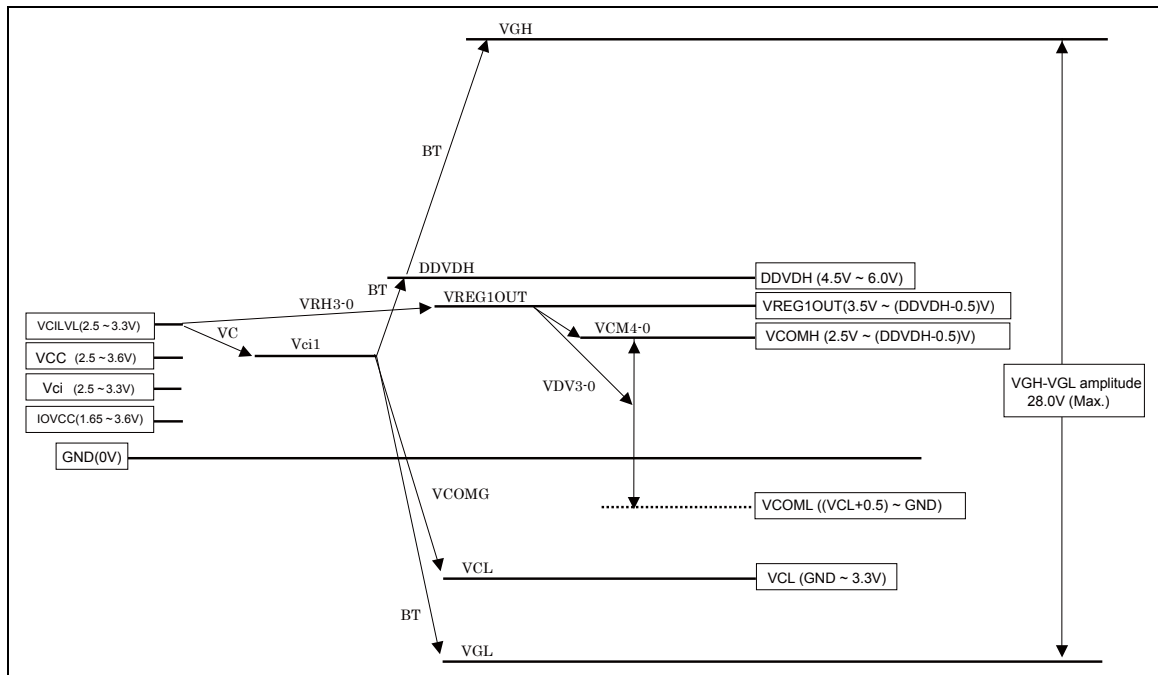 VGH
BT
DDVDH
DDVDH (4.5V ~ 6.0V)
BT
VRH3-0
VREG1OUT
VREG1OUT(3.5V ~ (DDVDH-0.5)V)
VCILVL(2.5 ~ 3.3V)
VC
VCM4-0
VCOMH (2.5V ~ (DDVDH-0.5)V)
VCC (2.5 ~ 3.6V)
Vci1
Vci (2.5 ~ 3.3V)
VDV3-0
VGH-VGL amplitude
28.0V (Max.)
IOVCC(1.65 ~ 3.6V)
GND(0V)
VCOMG
VCOML ((VCL+0.5) ~ GND)
VCL
VCL (GND ~ 3.3V)
BT
VGL